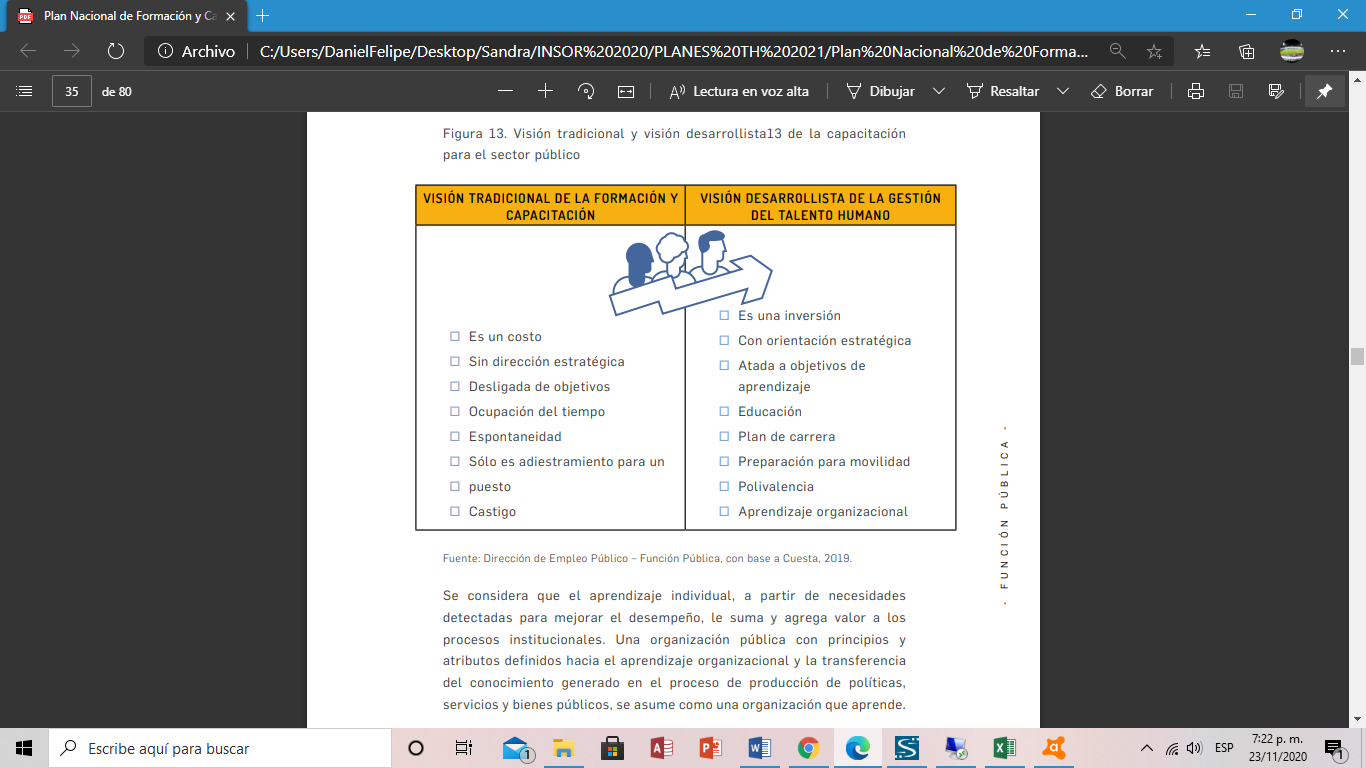 Plan Nacional de Formación y Ca
Archivo
C:/Users/DanielFelipe/Desktop/Sandra/INSOR%202020/PLANES%20TH%202021/Plan%20Nacional%20de%20Forma...
35
de 80
Lectura en voz alta
Dibujar
Resaltar
Borrar
Figura 13. Visión tradicional y visión desarrollista13 de la capacitación
para el sector público
VISIÓN TRADICIONAL DE LA FORMACIÓN Y
CAPACITACIÓN
Es un costo
Sin dirección estratégica
Desligada de objetivos
Ocupación del tiempo
Espontaneidad
Sólo es adiestramiento para un
puesto
Castigo
VISIÓN DESARROLLISTA DE LA GESTIÓN
DEL TALENTO HUMANO
Es una inversión
Con orientación estratégica
Atada a objetivos de
aprendizaje
Educación
Plan de carrera
Preparación para movilidad
Polivalencia
Aprendizaje organizacional
Fuente: Dirección de Empleo Público – Función Pública, con base a Cuesta, 2019.
Se considera que el aprendizaje individual, a partir de necesidades
detectadas para mejorar el desempeño, le suma y agrega valor a los
procesos institucionales. Una organización pública con principios y
atributos definidos hacia el aprendizaje organizacional y la transferencia
del conocimiento generado en el proceso de producción de políticas,
servicios y bienes públicos, se asume como una organización que aprende.
- FUNCIÓN PÚBLICA -
Escribe aquí para buscar
1
ESP
7:22 p. m.
23/11/2020
1